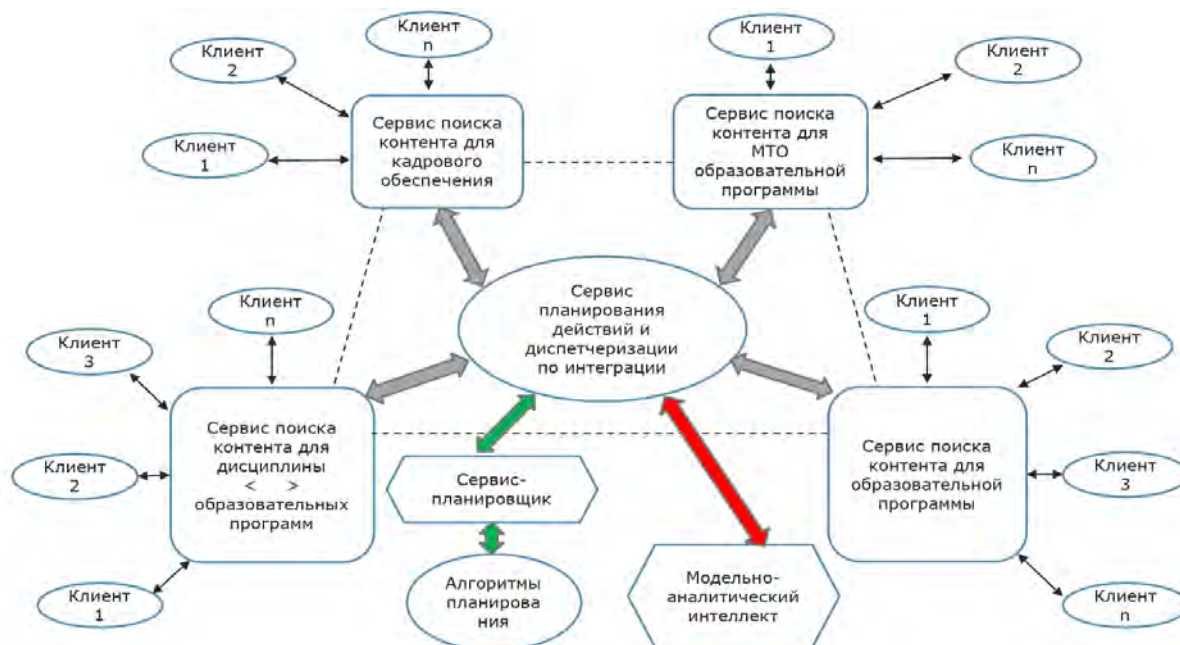 Клиент
n
Клиент
1
Клиент
2
Клиент
2
Клиент
1
Клиент
n
Сервис поиска
контента для
кадрового
обеспечения
Сервис поиска
контента для
МТО
образовательной
программы
Сервис
планирования
действий и
диспетчеризации
по интеграции
Клиент
n
Клиент
3
Клиент
2
Клиент
1
Сервис поиска
контента для
дисциплины
< >
образовательных
программ
Клиент
1
Клиент
2
Клиент
3
Клиент
n
Сервис поиска
контента для
образовательной
программы
Сервис-
планировщик
Алгоритмы
планирова
ния
Модельно-
аналитический
интеллект